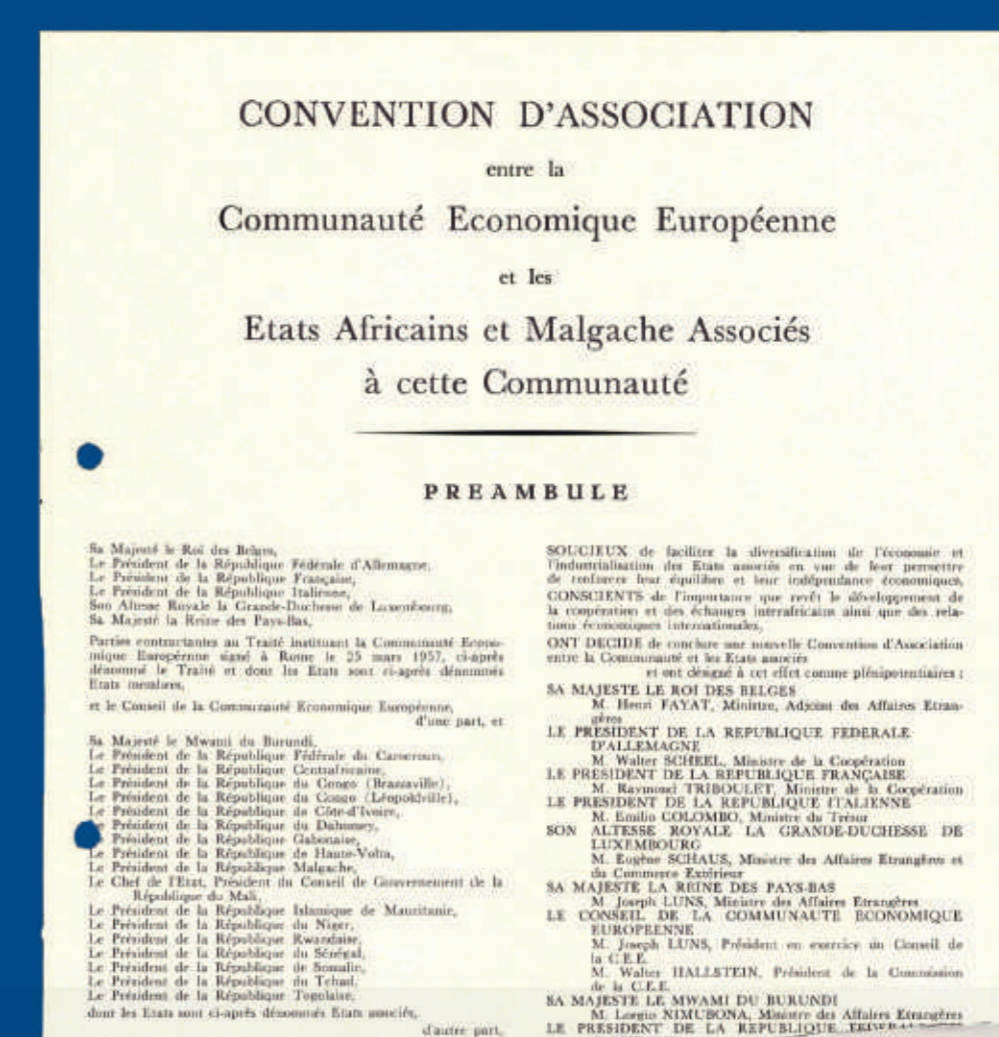 CONVENTION D'ASSOCIATION
entre la
Communauté Economique Européenne
et les
Etats Africains et Malgache Associés
à cette Communauté
PREAMBULE
Sa Majesté le Roi des Belges,
Le Président de la République Fédérale d'Allemagne,
Le Président de la République Française,
Le Président de la République Italienne,
Son Altesse Royale la Grande-Duchesse de Luxembourg,
Sa Majesté la Reine des Pays-Bas,
Parties contractantes au Traité instituant la Communauté Econo-
mique Européenne signé à Rome le 25 mars 1957, ci-après
dénommé le Traité et dont les Etats sont ci-après dénommés
Etats membres,
et le Conseil de la Communauté Economique Européenne,
d'une part, et
Sa Majesté le Mwami du Burundi,
Le Président de la République Fédérale du Cameroun,
Le Président de la République Centrafricaine,
Le Président de la République du Congo (Brazzaville),
Le Président de la République du Congo (Léopoldville),
Le Président de la République de Côte-d'Ivoire,
Président de la République du Dahomey,
Président de la République Gabonaise,
Le Président de la République de Haute-Volta,
Le Président de la République Malgache,
Le Chef de l'Etat, Président du Conseil de Gouvernement de la
République du Mali,
Le Président de la République Islamique de Mauritanie,
Le Président de la République du Niger,
Le Président de la République Rwandaise,
Le Président de la République du Sénégal,
Le Président de la République de Somalie,
Le Président de la République du Tchad,
Le Président de la République Togolaise,
dont les Etats sont ci-après dénommés Etats associés,
d'autre part,
SOUCIEUX de faciliter la diversification de l'économie et
l'industrialisation des Etats associés en vue de leur permettre
de renforcer leur équilibre et leur indépendance économiques,
CONSCIENTS de l'importance que revêt le développement de
la coopération et des échanges interafricains ainsi que des rela-
tions économiques internationales,
ONT DECIDE de conclure une nouvelle Convention d'Association
entre la Communauté et les Etats associés
et ont désigné à cet effet comme plénipotentiaires :
SA MAJESTE LE ROI DES BELGES
M. Henri FAYAT, Ministre, Adjoint des Affaires Etran-
gères
LE PRESIDENT DE LA REPUBLIQUE FEDERALE
D'ALLEMAGNE
M. Walter SCHEEL, Ministre de la Coopération
LE PRESIDENT DE LA REPUBLIQUE FRANÇAISE
M. Raymond TRIBOULET, Ministre de la Coopération
LE PRESIDENT DE LA REPUBLIQUE ITALIENNE
M. Emilio COLOMBO, Ministre du Trésor
SON ALTESSE ROYALE LA GRANDE-DUCHESSE DE
LUXEMBOURG
M. Eugène SCHAUS, Ministre des Affaires Etrangères et
du Commerce Extérieur
SA MAJESTE LA REINE DES PAYS-BAS
M. Joseph LUNS, Ministre des Affaires Etrangères
LE CONSEIL DE LA COMMUNAUTE ECONOMIQUE
EUROPEENNE
M. Joseph LUNS, Président en exercice du Conseil de
la C.E.E.
M. Walter HALLSTEIN, Président de la Commission
de la C.E.E.
SA MAJESTE LE MWAMI DU BURUNDI
M. Lorgio NIMUBONA, Ministre des Affaires Etrangères
LE PRESIDENT DE LA REPUBLIQUE